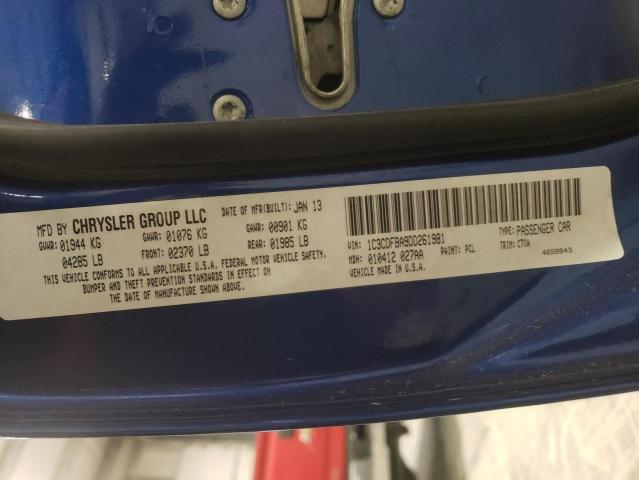 MFD BY CHRYSLER GROUP LLC
DATE OF MFR(BUILT): JAN 13
GVWR: 01944 KG
GAWR: 01076 KG
GAWR: 00901 KG
04285 LB
FRONT: 02370 LB
REAR: 01985 LB
THIS VEHICLE CONFORMS TO ALL APPLICABLE U.S.A. FEDERAL MOTOR VEHICLE SAFETY,
BUMPER AND THEFT PREVENTION STANDARDS IN EFFECT ON
THE DATE OF MANUFACTURE SHOWN ABOVE.
VIN: 1C3CDFBA9DD261981
TYPE: PASSENGER CAR
MDH: 010412 027AA
PAINT: PCL
TRIM: C7XA
MADE IN U.S.A.
4658843